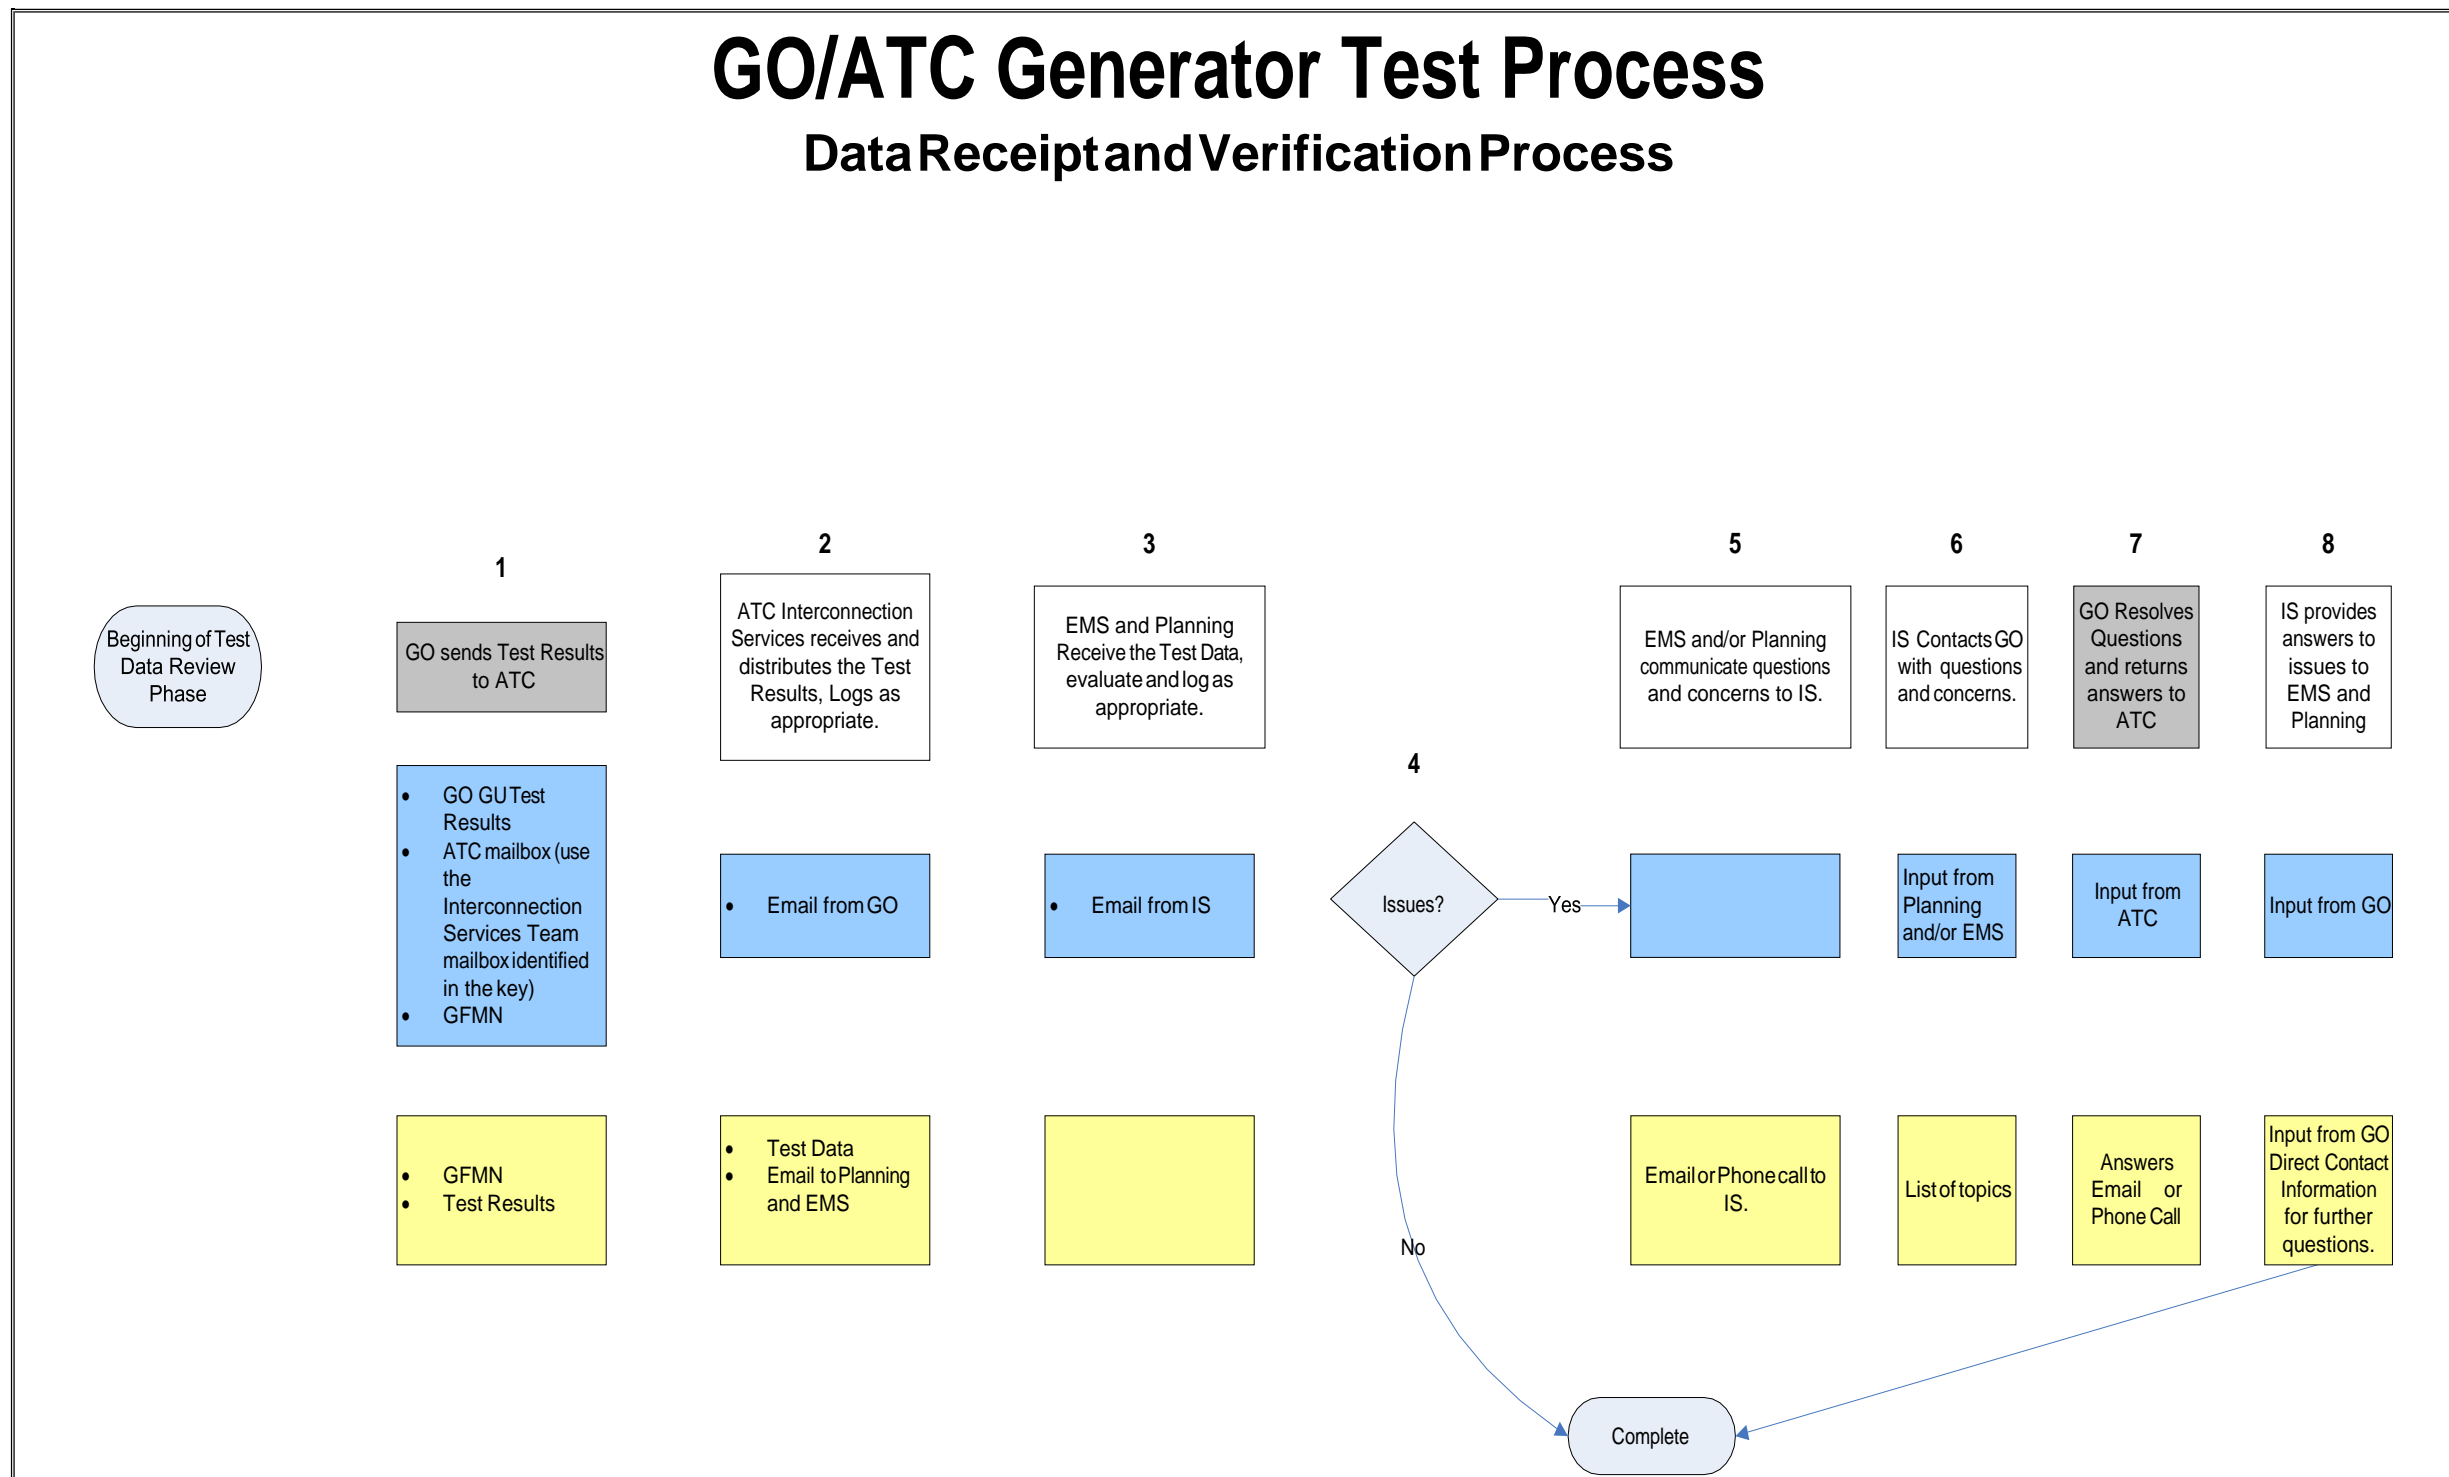 GO/ATC Generator Test Process
Data Receipt and Verification Process
Beginning of Test
Data Review
Phase
1
GO sends Test Results
to ATC
• GO GU Test
Results
• ATC mailbox (use
the
Interconnection
Services Team
mailbox identified
in the key)
• GFMN
• GFMN
• Test Results
2
ATC Interconnection
Services receives and
distributes the Test
Results, Logs as
appropriate.
• Email from GO
• Test Data
• Email to Planning
and EMS
3
EMS and Planning
Receive the Test Data,
evaluate and log as
appropriate.
• Email from IS
4
Issues?
Yes
No
5
EMS and/or Planning
communicate questions
and concerns to IS.
Email or Phone call to
IS.
6
IS Contacts GO
with questions
and concerns.
Input from
Planning
and/or EMS
List of topics
7
GO Resolves
Questions
and returns
answers to
ATC
Input from
ATC
Answers
Email or
Phone Call
8
IS provides
answers to
issues to
EMS and
Planning
Input from GO
Input from GO
Direct Contact
Information
for further
questions.
Complete